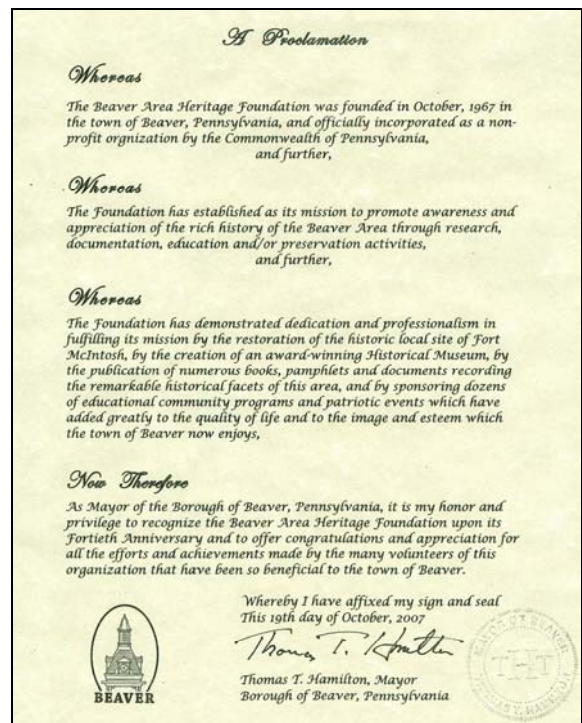 A Proclamation
Whereas
The Beaver Area Heritage Foundation was founded in October, 1967 in
the town of Beaver, Pennsylvania, and officially incorporated as a non-
profit orgnization by the Commonwealth of Pennsylvania,
and further,
Whereas
The Foundation has established as its mission to promote awareness and
appreciation of the rich history of the Beaver Area through research,
documentation, education and/or preservation activities,
and further,
Whereas
The Foundation has demonstrated dedication and professionalism in
fulfilling its mission by the restoration of the historic local site of Fort
McIntosh, by the creation of an award-winning Historical Museum, by
the publication of numerous books, pamphlets and documents recording
the remarkable historical facets of this area, and by sponsoring dozens
of educational community programs and patriotic events which have
added greatly to the quality of life and to the image and esteem which
the town of Beaver now enjoys,
Now Therefore
As Mayor of the Borough of Beaver, Pennsylvania, it is my honor and
privilege to recognize the Beaver Area Heritage Foundation upon its
Fortieth Anniversary and to offer congratulations and appreciation for
all the efforts and achievements made by the many volunteers of this
organization that have been so beneficial to the town of Beaver.
Whereby I have affixed my sign and seal
This 19th day of October, 2007
Thomas T. Hamilton
Thomas T. Hamilton, Mayor
Borough of Beaver, Pennsylvania
BEAVER
MAYOR OF BEAVER
THT
THOMAS T. HAMILTON